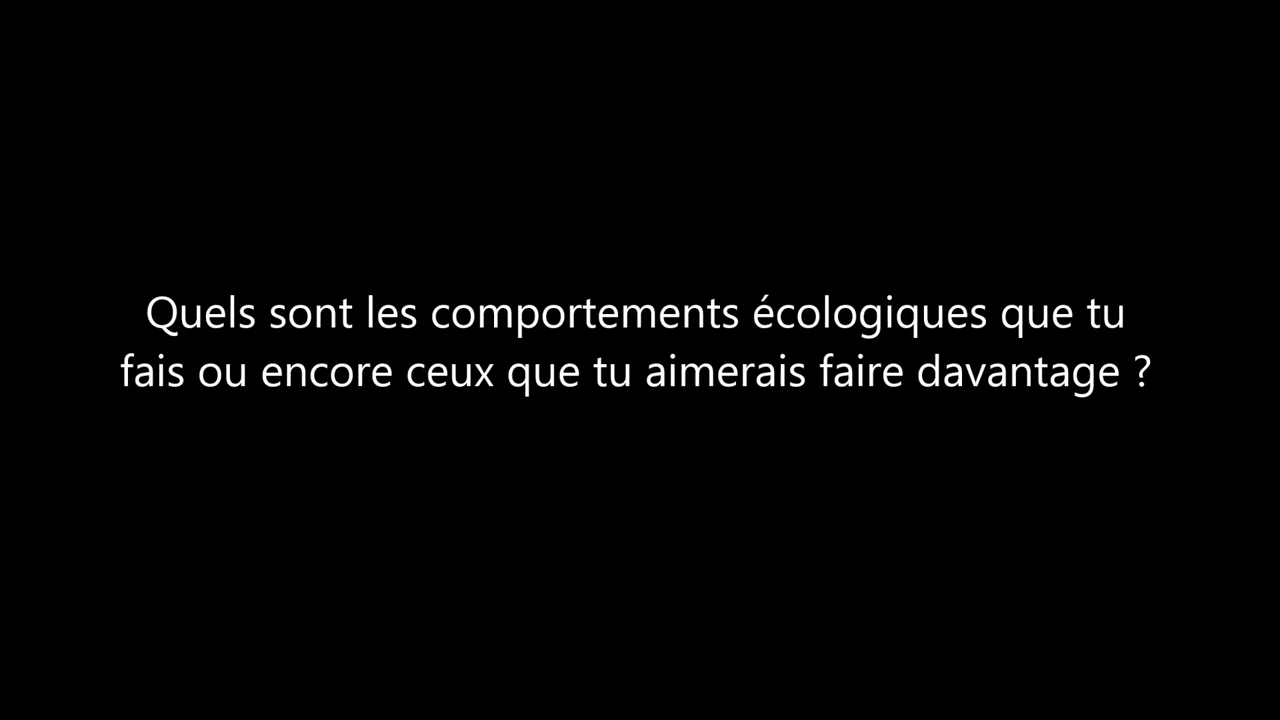 Quels sont les comportements écologiques que tu
fais ou encore ceux que tu aimerais faire davantage ?